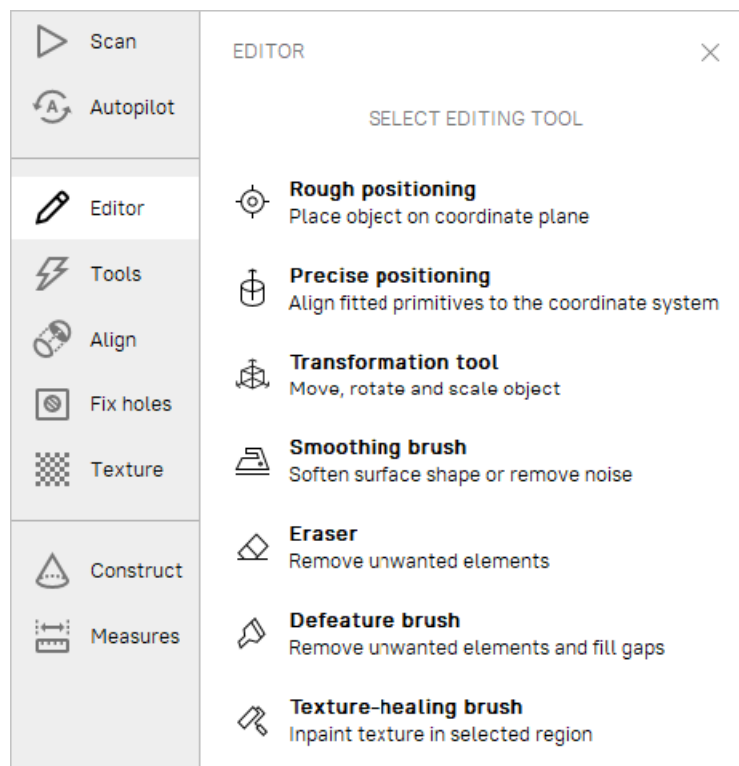 Scan
Autopilot
Editor
Tools
Align
Fix holes
Texture
Construct
Measures
EDITOR
SELECT EDITING TOOL
Rough positioning
Place object on coordinate plane
Precise positioning
Align fitted primitives to the coordinate system
Transformation tool
Move, rotate and scale object
Smoothing brush
Soften surface shape or remove noise
Eraser
Remove unwanted elements
Defeature brush
Remove unwanted elements and fill gaps
Texture-healing brush
Inpaint texture in selected region